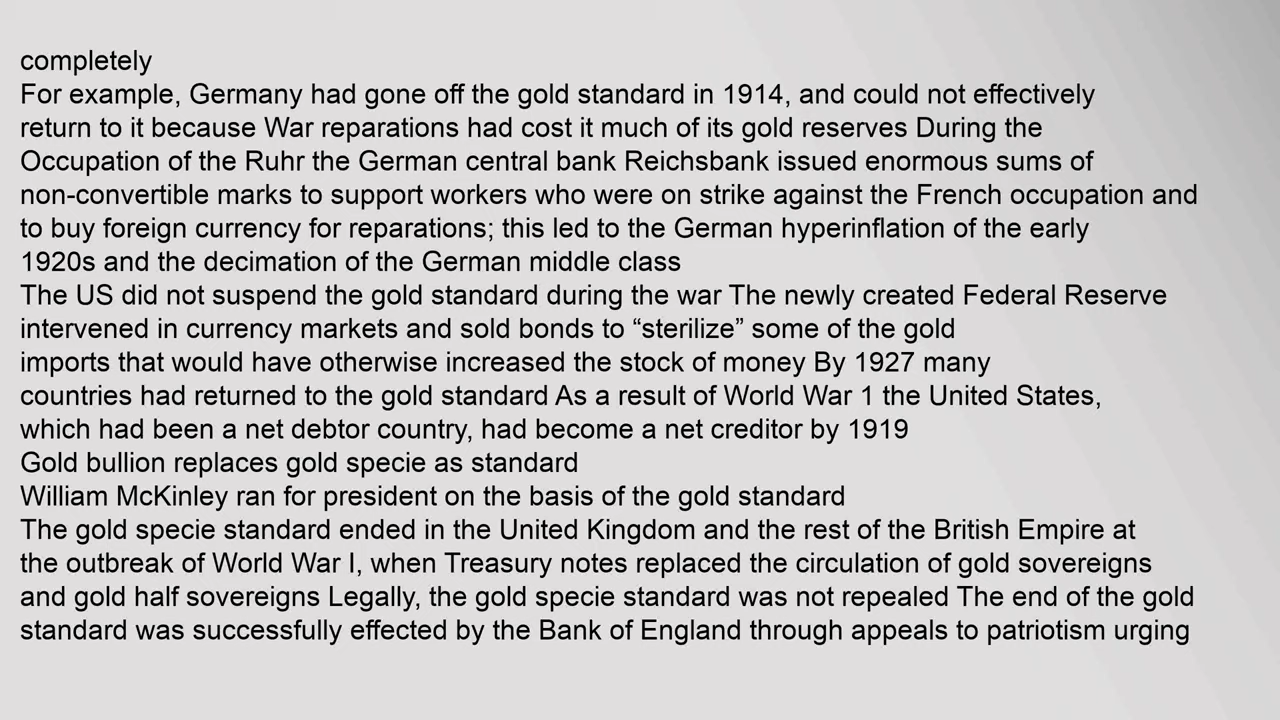 completely
For example, Germany had gone off the gold standard in 1914, and could not effectively
return to it because War reparations had cost it much of its gold reserves During the
Occupation of the Ruhr the German central bank Reichsbank issued enormous sums of
non-convertible marks to support workers who were on strike against the French occupation and
to buy foreign currency for reparations; this led to the German hyperinflation of the early
1920s and the decimation of the German middle class
The US did not suspend the gold standard during the war The newly created Federal Reserve
intervened in currency markets and sold bonds to “sterilize” some of the gold
imports that would have otherwise increased the stock of money By 1927 many
countries had returned to the gold standard As a result of World War 1 the United States,
which had been a net debtor country, had become a net creditor by 1919
Gold bullion replaces gold specie as standard
William McKinley ran for president on the basis of the gold standard
The gold specie standard ended in the United Kingdom and the rest of the British Empire at
the outbreak of World War I, when Treasury notes replaced the circulation of gold sovereigns
and gold half sovereigns Legally, the gold specie standard was not repealed The end of the gold
standard was successfully effected by the Bank of England through appeals to patriotism urging